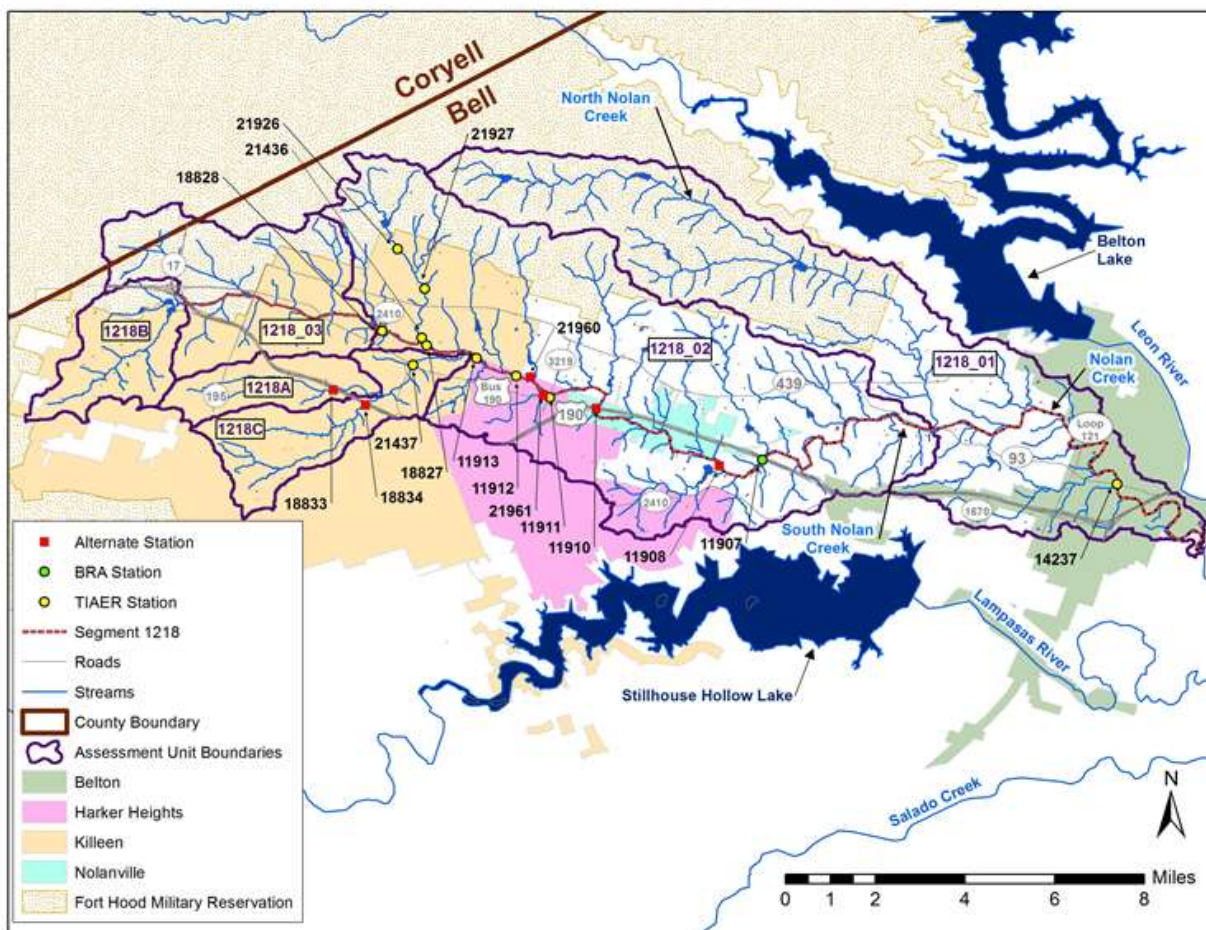 Coryell
Bell
North Nolan
Creek
21926
21436
21927
18828
Belton
Lake
17
1218B
1218_03
2410
21960
1218_02
3219
1218_01
Leon River
Nolan
Creek
195
1218A
Bus
190
439
190
Loop
121
1218C
93
21437
18827
11913
11912
21961
11911
11910
2410
11908
11907
South Nolan
Creek
1670
14237
18833
18834
Lampasas River
Stillhouse Hollow Lake
Salado Creek
Alternate Station
BRA Station
TIAER Station
Segment 1218
Roads
Streams
County Boundary
Assessment Unit Boundaries
Belton
Harker Heights
Killeen
Nolanville
Fort Hood Military Reservation
N
Miles
0 1 2 4 6 8